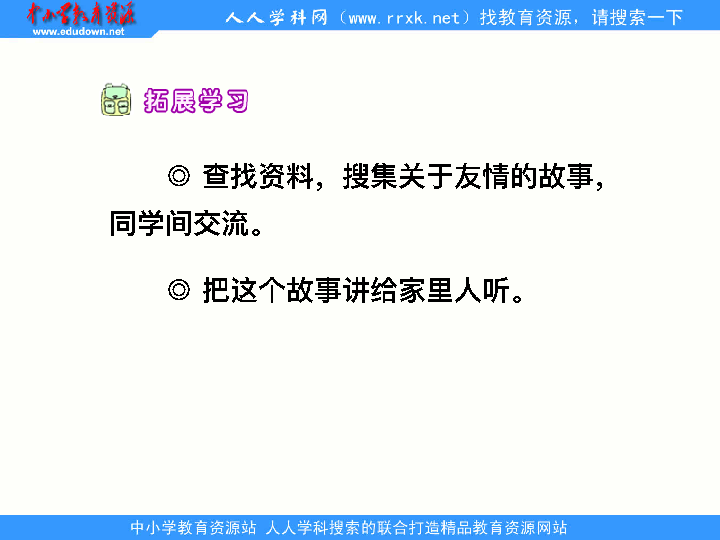 中小学教育资源
www.edudown.net
人人学科网（www.rrxk.net）找教育资源，请搜索一下
拓展学习
◎ 查找资料，搜集关于友情的故事，
同学间交流。
◎ 把这个故事讲给家里人听。
中小学教育资源站 人人学科搜索的联合打造精品教育资源网站